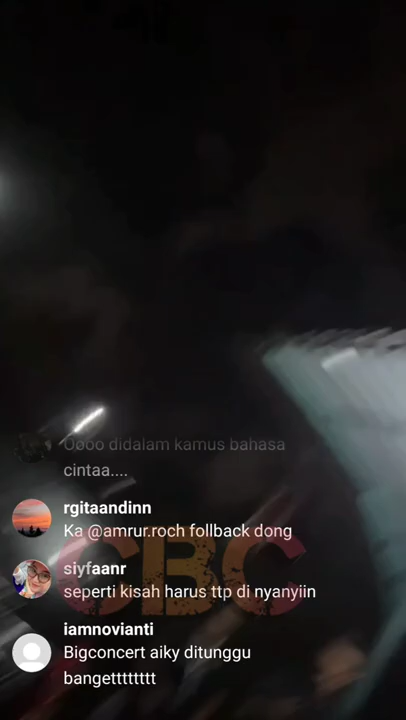 Oooo didalam kamus bahasa
cintaa....
rgitaandinn
Ka @amrur.roch follback dong
CBC
siyfaanr
seperti kisah harus ttp di nyanyiin
iamnovianti
Bigconcert aiky ditunggu
bangetttttttt